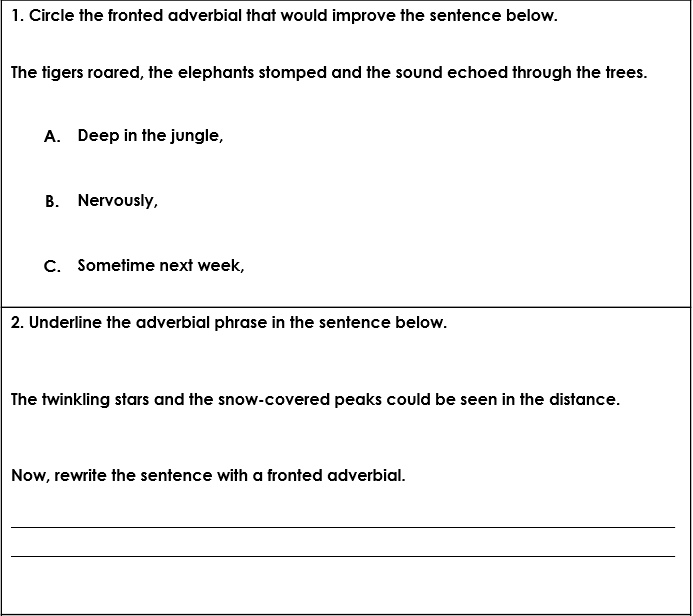 1. Circle the fronted adverbial that would improve the sentence below.
The tigers roared, the elephants stomped and the sound echoed through the trees.
A. Deep in the jungle,
B. Nervously,
C. Sometime next week,
2. Underline the adverbial phrase in the sentence below.
The twinkling stars and the snow-covered peaks could be seen in the distance.
Now, rewrite the sentence with a fronted adverbial.